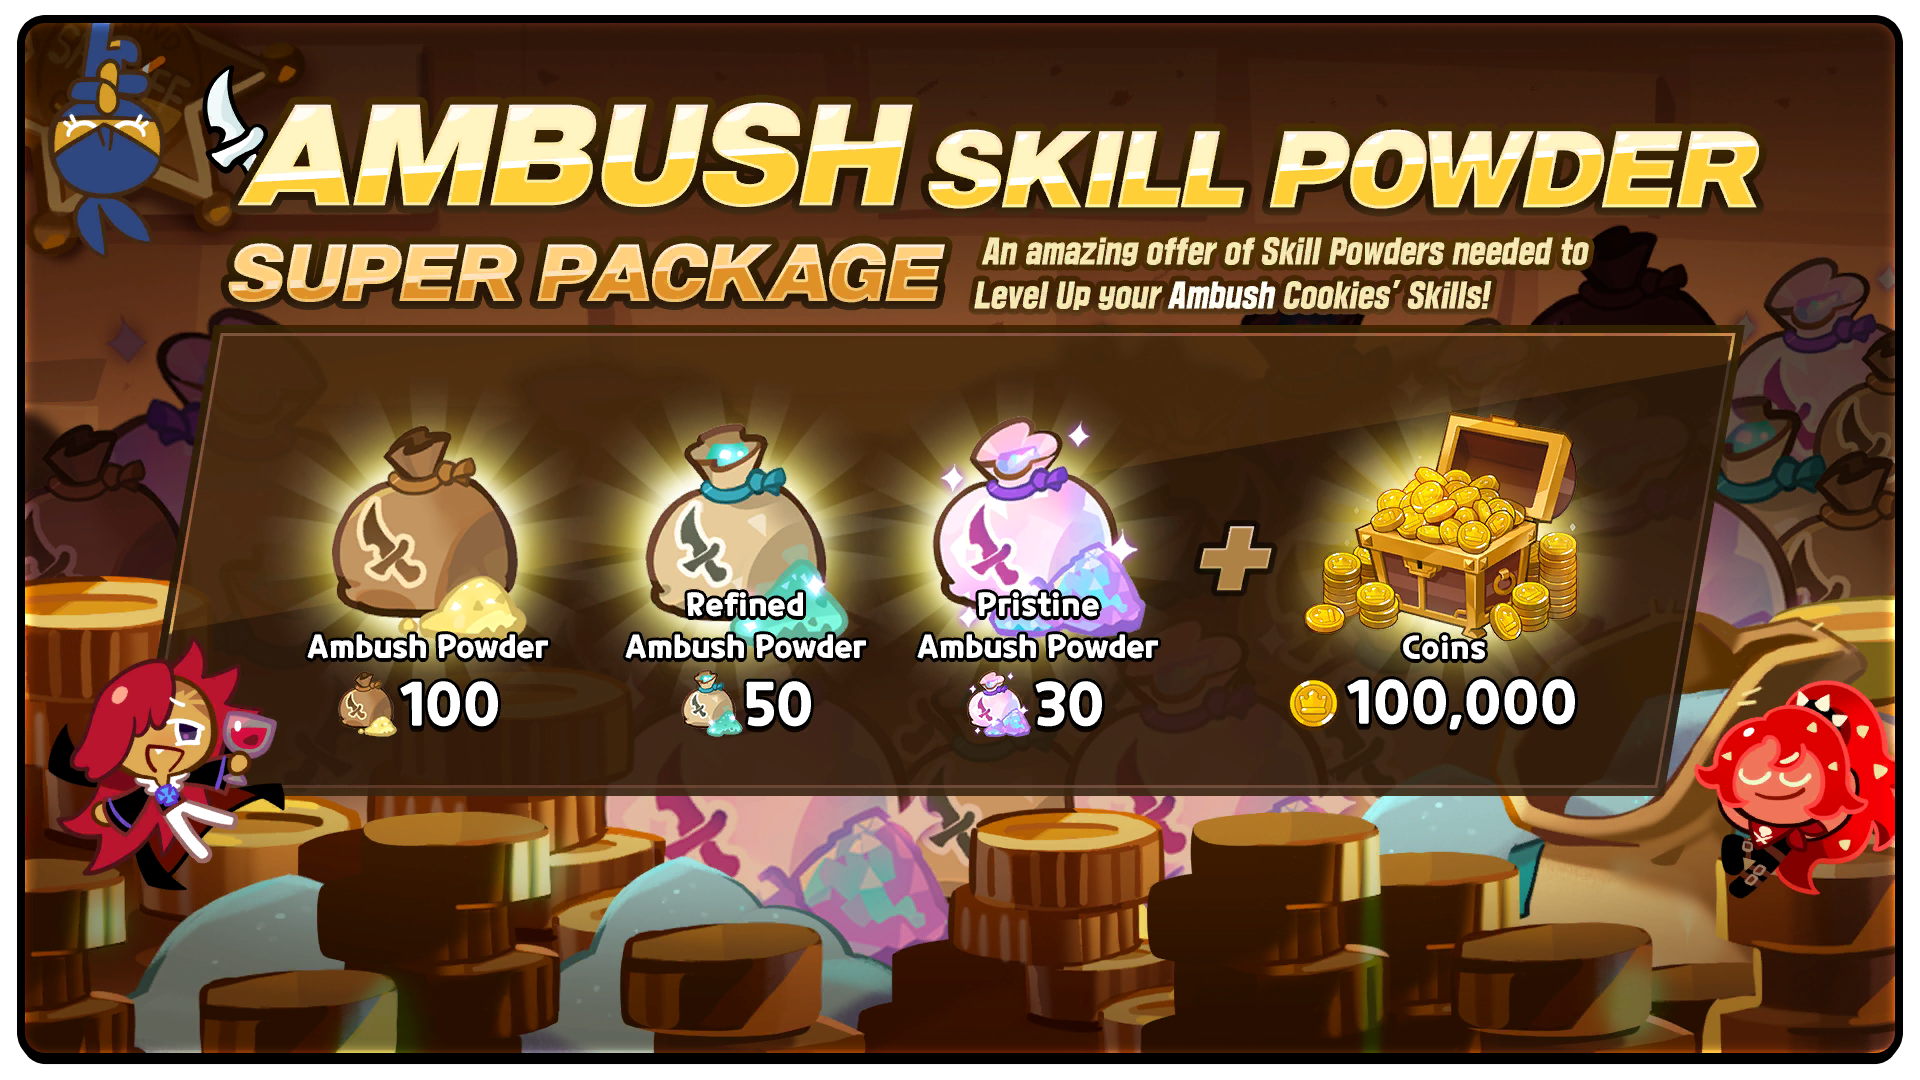 AMBUSH SKILL POWDER
SUPER PACKAGE
An amazing offer of Skill Powders needed to
Level Up your Ambush Cookies' Skills!
Ambush Powder
100
Refined
Ambush Powder
50
Pristine
Ambush Powder
30
+
Coins
100,000